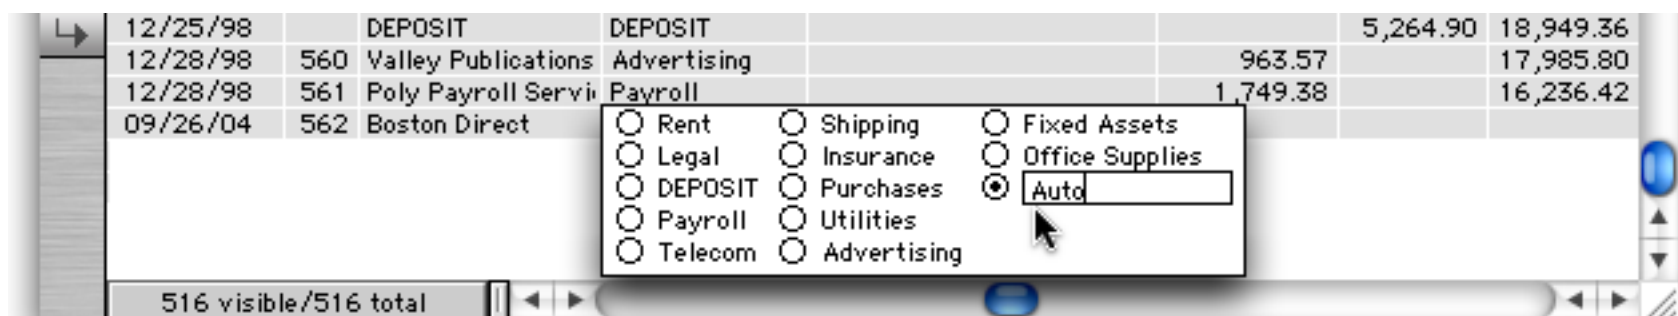 12/25/98 DEPOSIT DEPOSIT 5,264.90 18,949.36
12/28/98 560 Valley Publications Advertising 963.57 17,985.80
12/28/98 561 Poly Payroll Servi Payroll 1,749.38 16,236.42
09/26/04 562 Boston Direct
Rent Shipping Fixed Assets
Legal Insurance Office Supplies
DEPOSIT Purchases Auto
Payroll Utilities
Telecom Advertising
516 visible/516 total